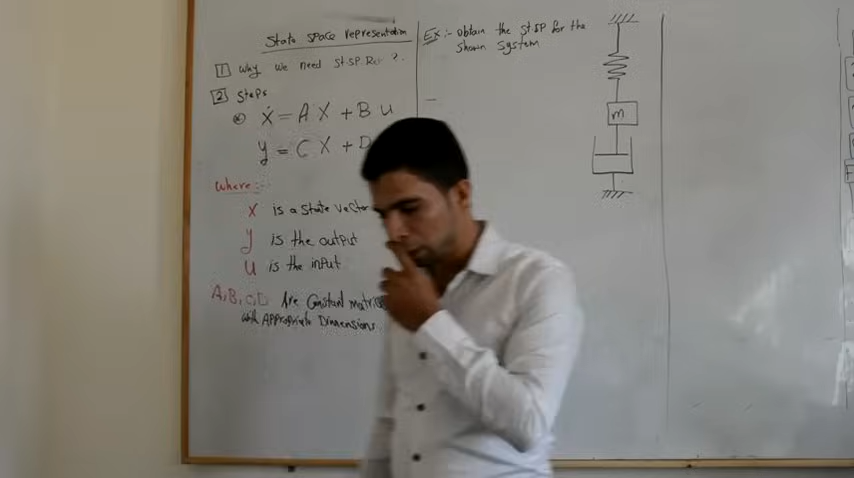 State space representation
1 Why we need st.sp.Rep ?
2 Steps
Ẋ = A X + B u
y = C X + D
Where:-
X is a state vector
y is the output
u is the input
A,B,C,D Are Constant matric
with Appropriate Dimensions
Ex:- obtain the st.sp for the
shown system
m